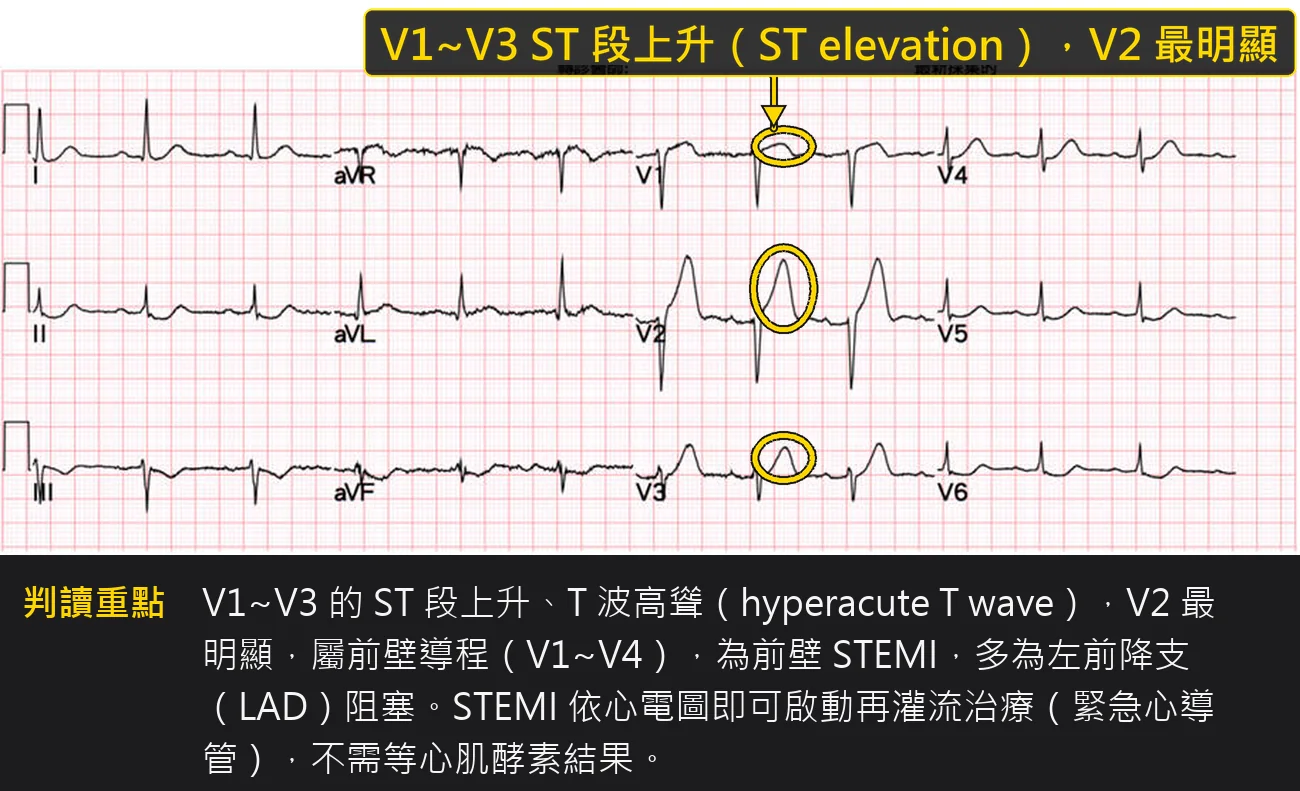 V1~V3 ST 段上升（ST elevation），V2 最明顯
I
aVR
V1
V4
II
aVL
V2
V5
III
aVF
V3
V6
判讀重點
V1~V3 的 ST 段上升、T 波高聳（hyperacute T wave），V2 最
明顯，屬前壁導程（V1~V4），為前壁 STEMI，多為左前降支
（LAD）阻塞。STEMI 依心電圖即可啟動再灌流治療（緊急心導
管），不需等心肌酵素結果。